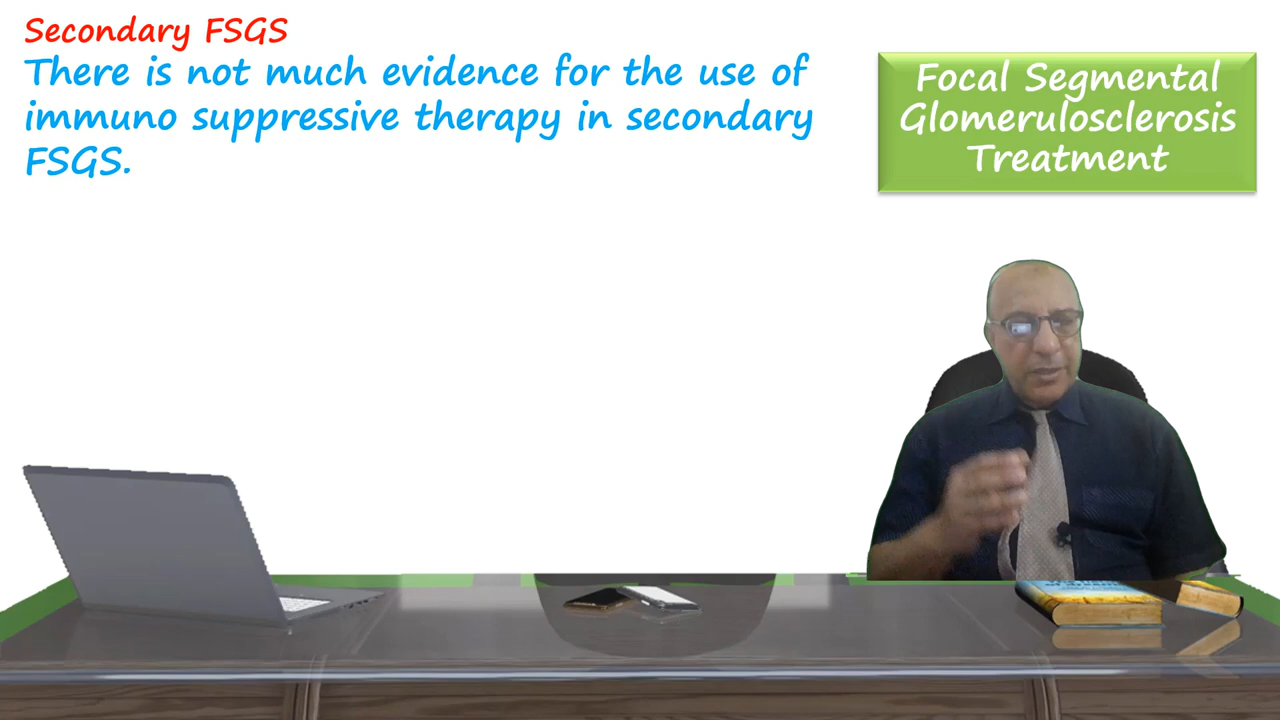 Secondary FSGS
There is not much evidence for the use of
immuno suppressive therapy in secondary
FSGS.
Focal Segmental
Glomerulosclerosis
Treatment